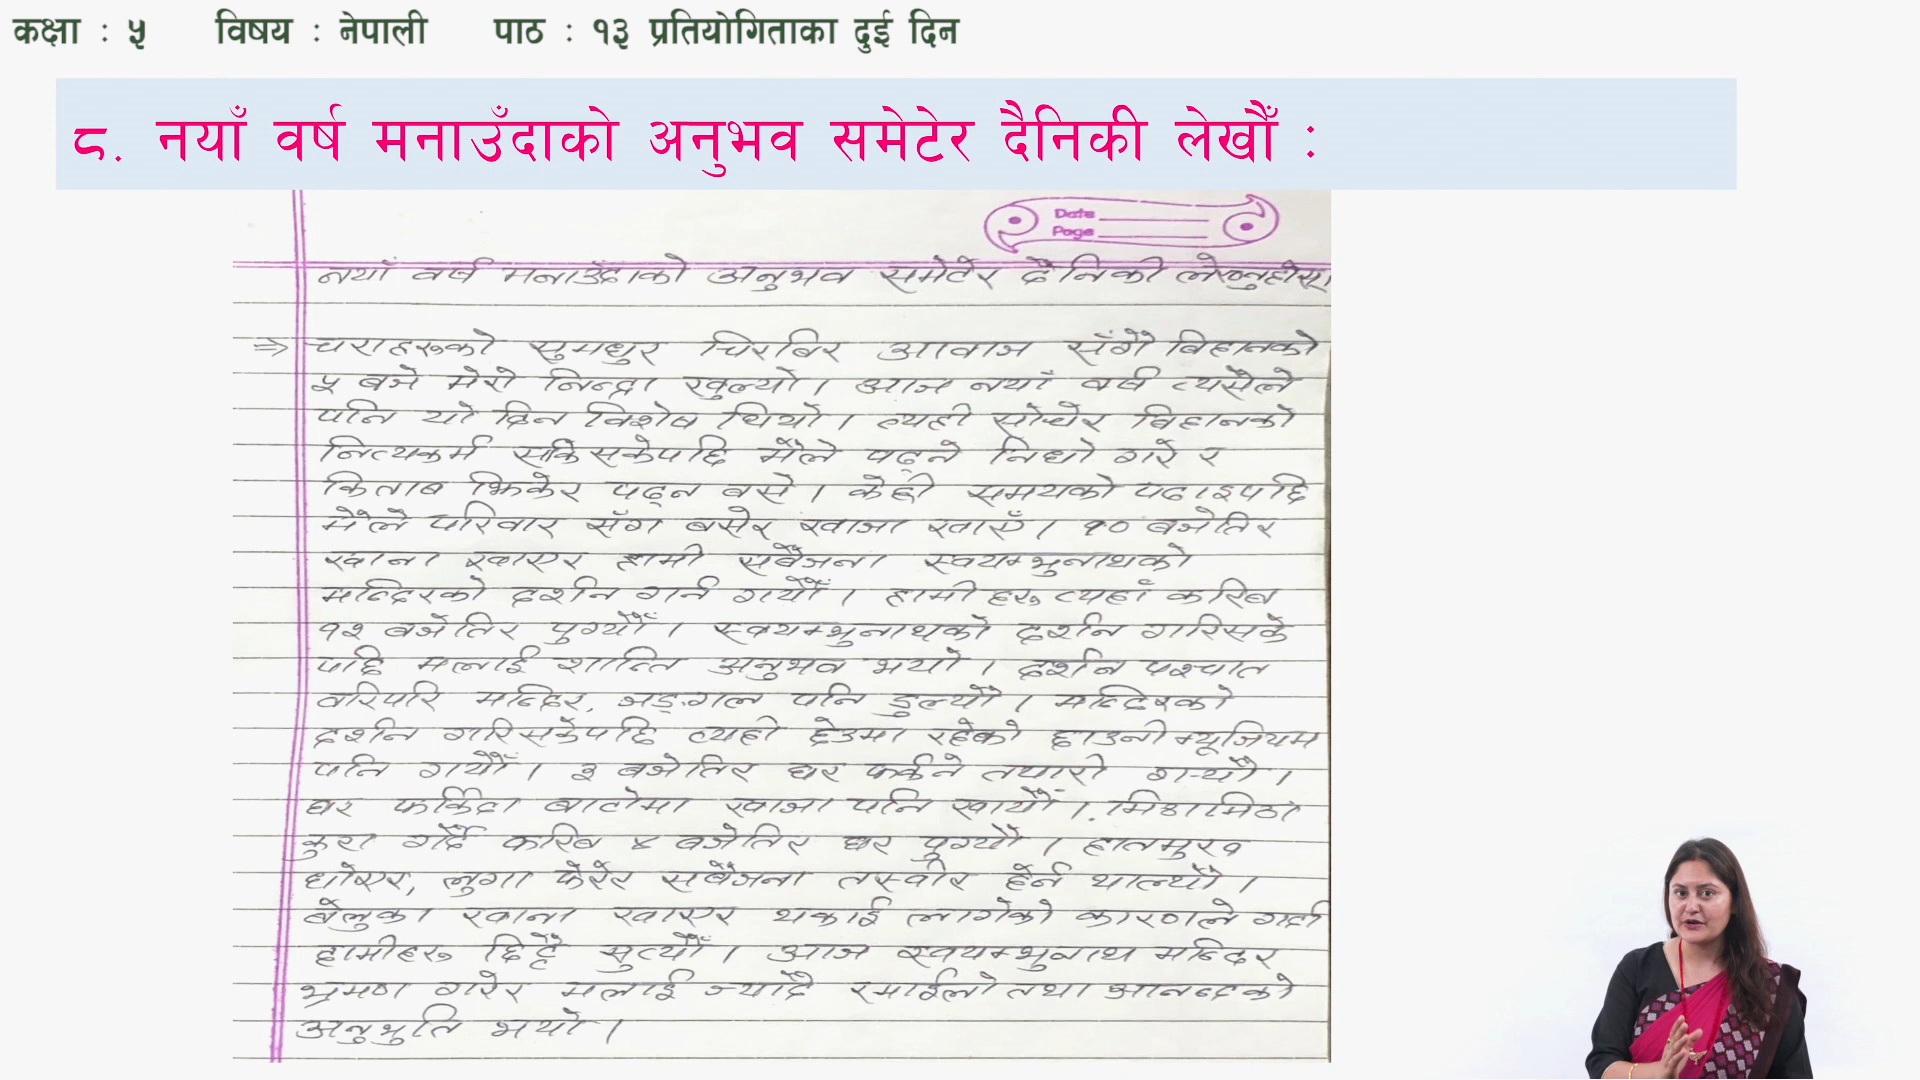 कक्षा : ५ विषय : नेपाली पाठ : १३ प्रतियोगिताका दुई दिन
८. नयाँ वर्ष मनाउँदाको अनुभव समेटेर दैनिकी लेखौँ :
Date
Page
नयाँ वर्ष मनाउँदाको अनुभव समेटेर दैनिकी लेख्नुहोस्।
⇒ चराहरूको सुमधुर चिरबिर आवाज सँगै बिहानको
५ बजे मेरो निन्द्रा खुल्यो। आज नयाँ वर्ष त्यसैले
पनि यो दिन विशेष थियो। त्यही सोचेर बिहानको
नित्यकर्म सकिसकेपछि मैले पढ्ने निधो गरे र
किताब झिकेर पढ्न बसे। केही समयको पढाइपछि
मैले परिवार सँग बसेर खाजा खाएँ। १० बजेतिर
खाना खाएर हामी सबैजना स्वयम्भुनाथको
मन्दिरको दर्शन गर्न गयौँ। हामीहरू त्यहाँ करिब
१२ बजेतिर पुग्यौँ। स्वयम्भुनाथको दर्शन गरिसके
पछि मलाई शान्ति अनुभव भयो। दर्शन पश्चात
वरिपरि मन्दिर, जङ्गल पनि डुल्यौ। मन्दिरको
दर्शन गरिसकेपछि त्यही छेउमा रहेको छाउनी म्यूजियम
पनि गयौँ। ३ बजेतिर घर फर्कने तयारी गर्‍यौ।
घर फर्किदा बाटोमा खाजा पनि खायौँ। मिठामिठा
कुरा गर्दै करिब ४ बजेतिर घर पुग्यौ। हातमुख
धोएर, लुगा फेरेर सबैजना तस्वीर हेर्न थाल्यौ।
बेलुका खाना खाएर थकाई लागेको कारणले गर्दा
हामीहरू छिट्टै सुत्यौँ। आज स्वयम्भुनाथ मन्दिर
भ्रमण गरेर मलाई ज्यादै रमाईलो तथा आनन्दको
अनुभुति भयो।